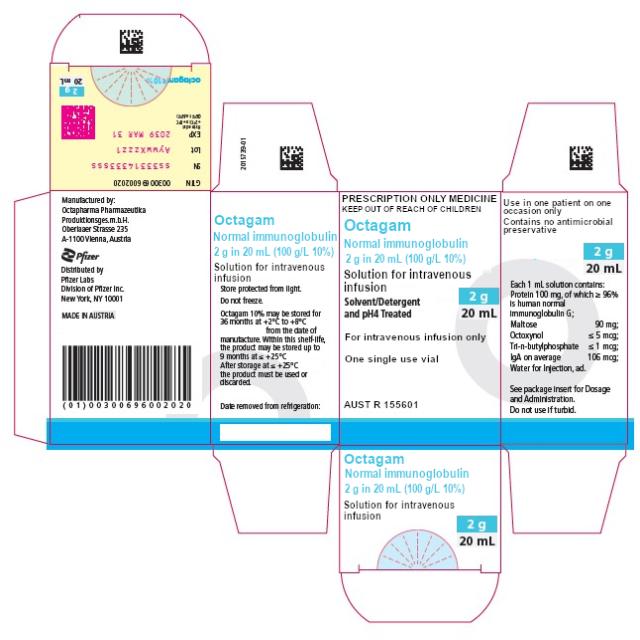 octagam 10%
2 g
20 mL
EXP 2039 MAR 31
Lot AywwXzzz1
SN ss3331433sss
GTIN 00300696002020
Manufactured by:
Octapharma Pharmazeutika
Produktionsges.m.b.H.
Oberlaaer Strasse 235
A-1100 Vienna, Austria
Pfizer
Distributed by
Pfizer Labs
Division of Pfizer Inc.
New York, NY 10001
MADE IN AUSTRIA
(01)00300696002020
2015739-01
Octagam
Normal immunoglobulin
2 g in 20 mL (100 g/L 10%)
Solution for intravenous
infusion
Store protected from light.
Do not freeze.
Octagam 10% may be stored for
36 months at +2°C to +8°C
from the date of
manufacture. Within this shelf-life,
the product may be stored up to
9 months at ≤ +25°C
After storage at ≤ +25°C
the product must be used or
discarded.
Date removed from refrigeration:
PRESCRIPTION ONLY MEDICINE
KEEP OUT OF REACH OF CHILDREN
Octagam
Normal immunoglobulin
2 g in 20 mL (100 g/L 10%)
Solution for intravenous
infusion
Solvent/Detergent
and pH4 Treated
2 g
20 mL
For intravenous infusion only
One single use vial
AUST R 155601
Use in one patient on one
occasion only
Contains no antimicrobial
preservative
2 g
20 mL
Each 1 mL solution contains:
Protein 100 mg, of which ≥ 96%
is human normal
immunoglobulin G;
Maltose 90 mg;
Octoxynol ≤ 5 mcg;
Tri-n-butylphosphate ≤ 1 mcg;
IgA on average 106 mcg;
Water for Injection, ad.
See package insert for Dosage
and Administration.
Do not use if turbid.
Octagam
Normal immunoglobulin
2 g in 20 mL (100 g/L 10%)
Solution for intravenous
infusion
2 g
20 mL